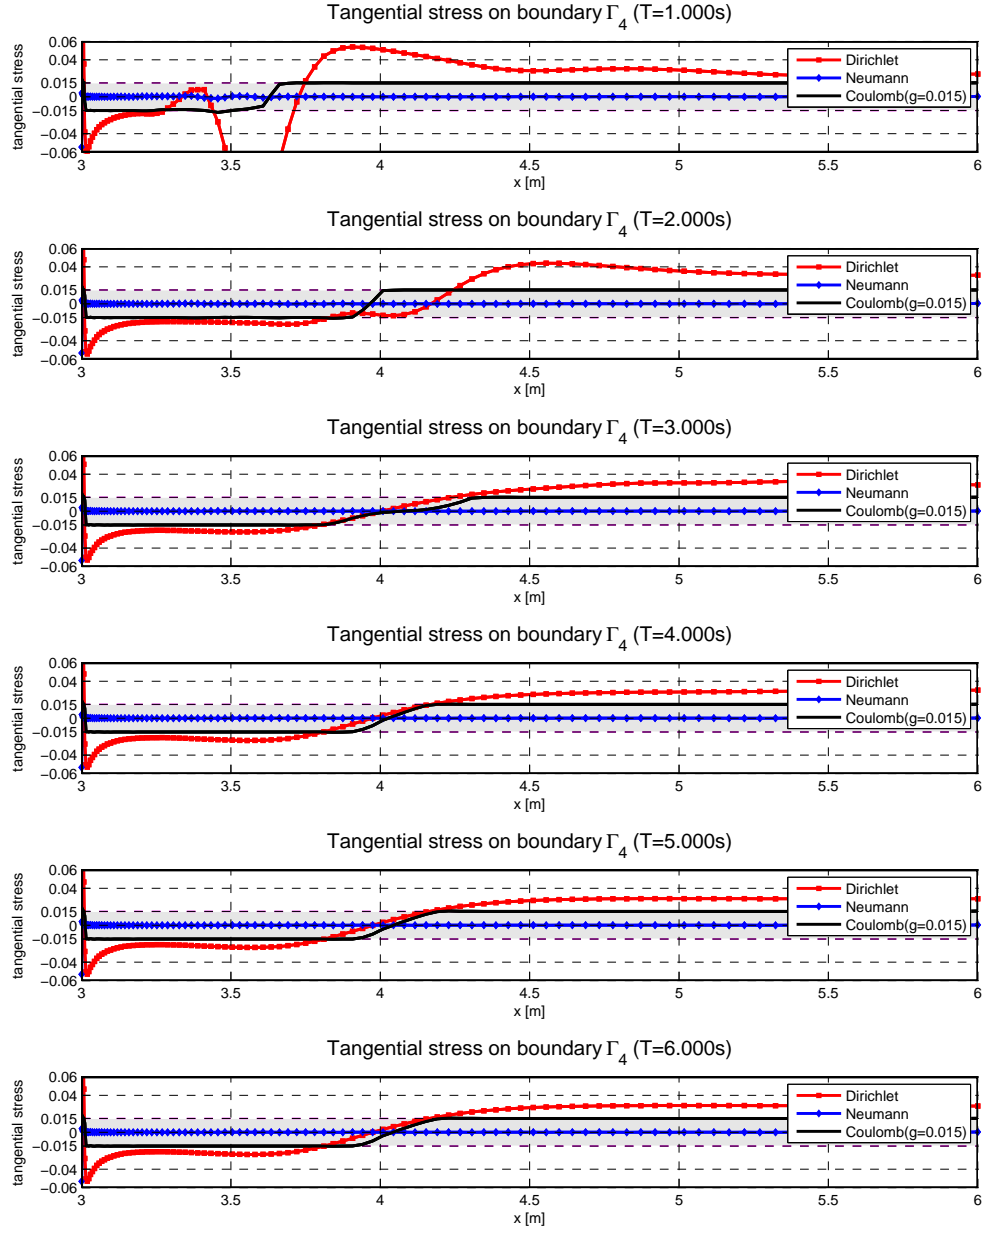 Tangential stress on boundary Γ4 (T=1.000s)
tangential stress
0.06
0.04
0.015
0
−0.015
−0.04
−0.06
Dirichlet
Neumann
Coulomb(g=0.015)
3 3.5 4 4.5 5 5.5 6
x [m]
Tangential stress on boundary Γ4 (T=2.000s)
tangential stress
0.06
0.04
0.015
0
−0.015
−0.04
−0.06
Dirichlet
Neumann
Coulomb(g=0.015)
3 3.5 4 4.5 5 5.5 6
x [m]
Tangential stress on boundary Γ4 (T=3.000s)
tangential stress
0.06
0.04
0.015
0
−0.015
−0.04
−0.06
Dirichlet
Neumann
Coulomb(g=0.015)
3 3.5 4 4.5 5 5.5 6
x [m]
Tangential stress on boundary Γ4 (T=4.000s)
tangential stress
0.06
0.04
0.015
0
−0.015
−0.04
−0.06
Dirichlet
Neumann
Coulomb(g=0.015)
3 3.5 4 4.5 5 5.5 6
x [m]
Tangential stress on boundary Γ4 (T=5.000s)
tangential stress
0.06
0.04
0.015
0
−0.015
−0.04
−0.06
Dirichlet
Neumann
Coulomb(g=0.015)
3 3.5 4 4.5 5 5.5 6
x [m]
Tangential stress on boundary Γ4 (T=6.000s)
tangential stress
0.06
0.04
0.015
0
−0.015
−0.04
−0.06
Dirichlet
Neumann
Coulomb(g=0.015)
3 3.5 4 4.5 5 5.5 6
x [m]